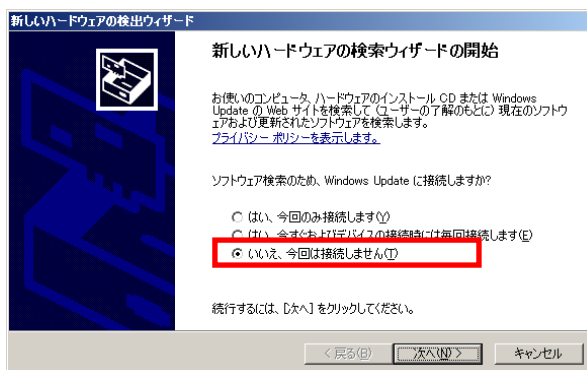 新しいハードウェアの検出ウィザード
新しいハードウェアの検索ウィザードの開始
お使いのコンピュータ、ハードウェアのインストール CD または Windows
Update の Web サイトを検索して (ユーザーの了解のもとに) 現在のソフトウ
ェアおよび更新されたソフトウェアを検索します。
プライバシー ポリシーを表示します。
ソフトウェア検索のため、Windows Update に接続しますか?
はい、今回のみ接続します(Y)
はい、今すぐおよびデバイスの接続時には毎回接続します(E)
いいえ、今回は接続しません(T)
続行するには、[次へ] をクリックしてください。
< 戻る(B) 次へ(N) > キャンセル